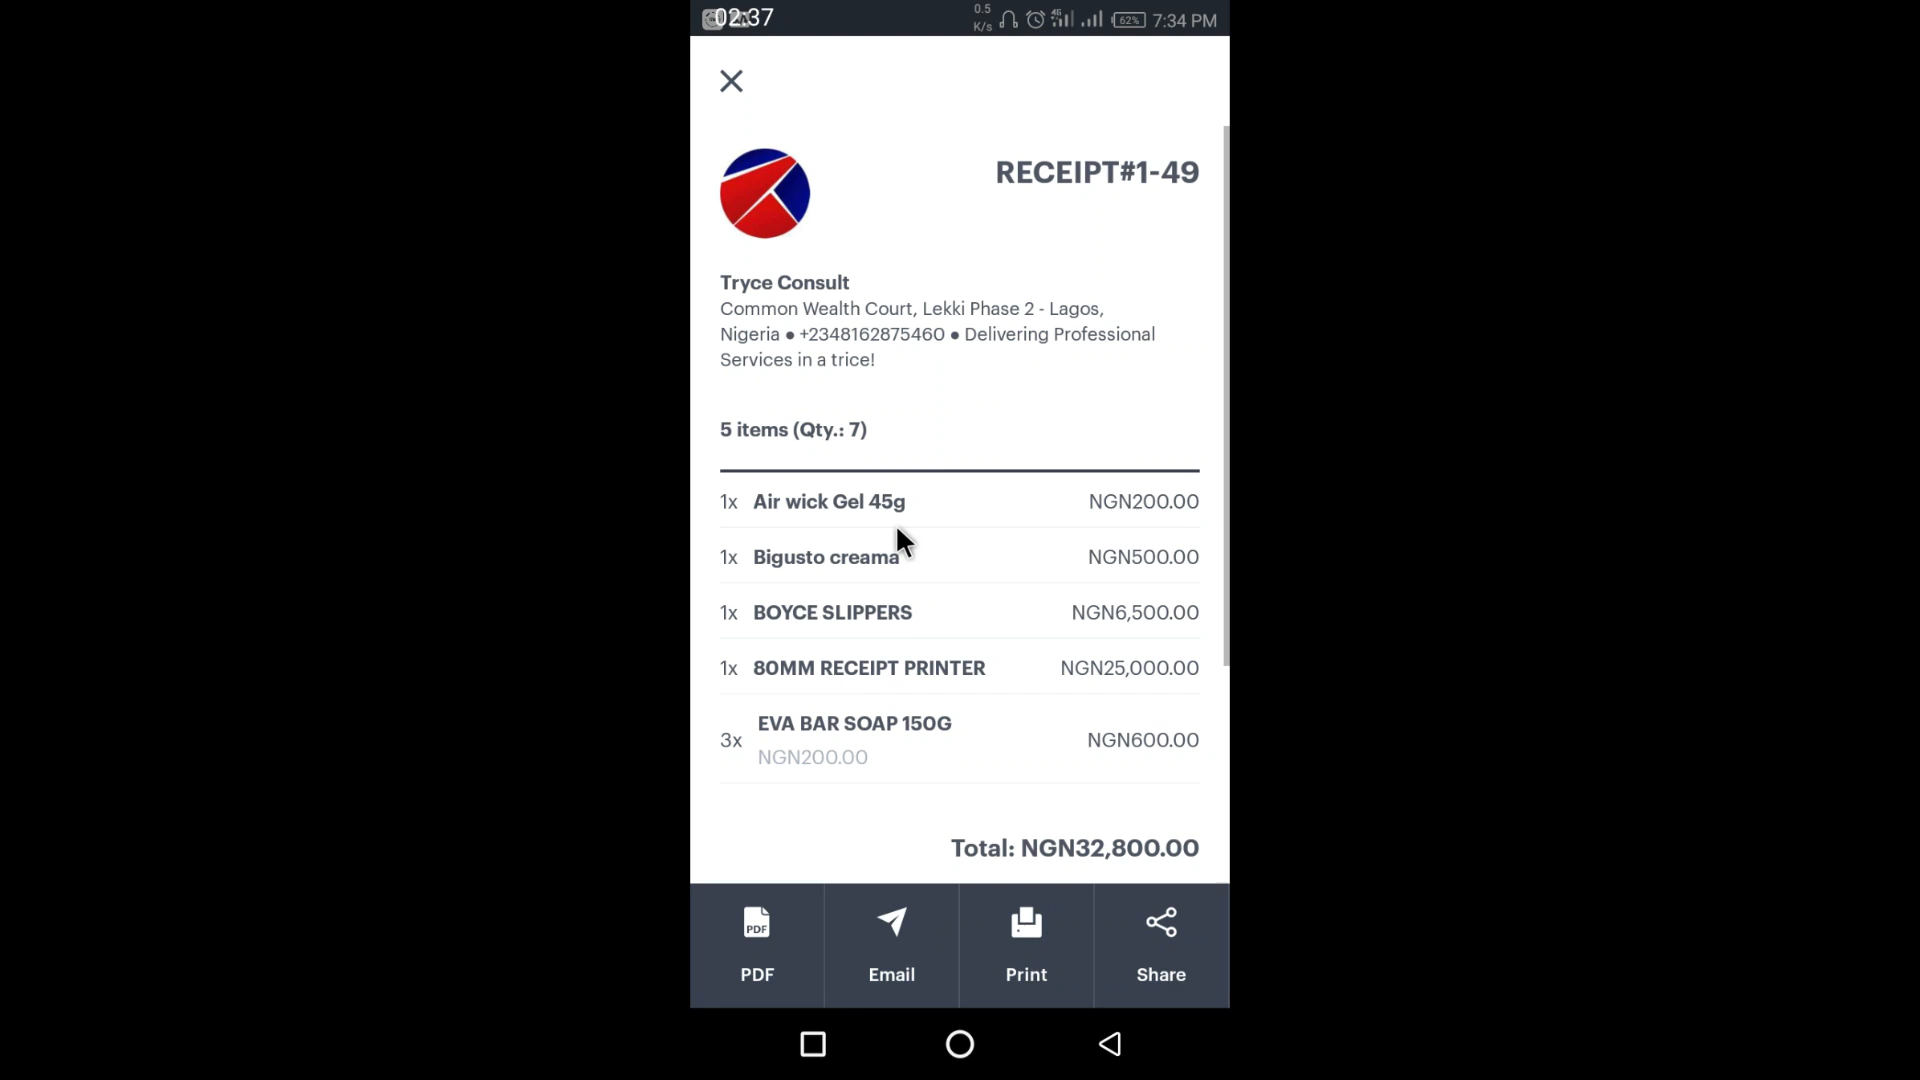 02:37
0.5 K/s 4G 62% 7:34 PM
RECEIPT#1-49
Tryce Consult
Common Wealth Court, Lekki Phase 2 - Lagos,
Nigeria ● +2348162875460 ● Delivering Professional
Services in a trice!
5 items (Qty.: 7)
1x Air wick Gel 45g NGN200.00
1x Bigusto creama NGN500.00
1x BOYCE SLIPPERS NGN6,500.00
1x 80MM RECEIPT PRINTER NGN25,000.00
3x EVA BAR SOAP 150G NGN600.00
NGN200.00
Total: NGN32,800.00
PDF
PDF Email Print Share